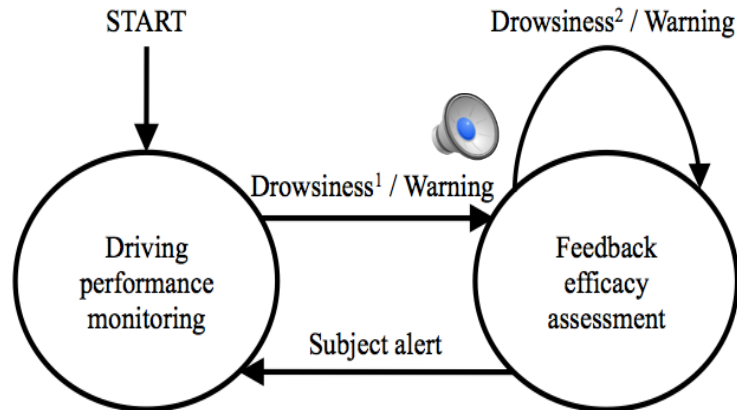 START
Drowsiness² / Warning
Drowsiness¹ / Warning
Driving
performance
monitoring
Feedback
efficacy
assessment
Subject alert